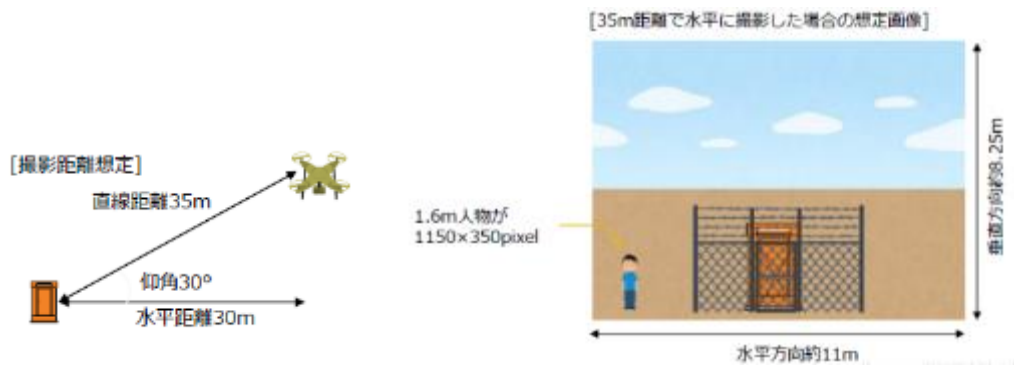 [撮影距離想定]
直線距離35m
仰角30°
水平距離30m
[35m距離で水平に撮影した場合の想定画像]
1.6m人物が
1150×350pixel
垂直方向約8.25m
水平方向約11m